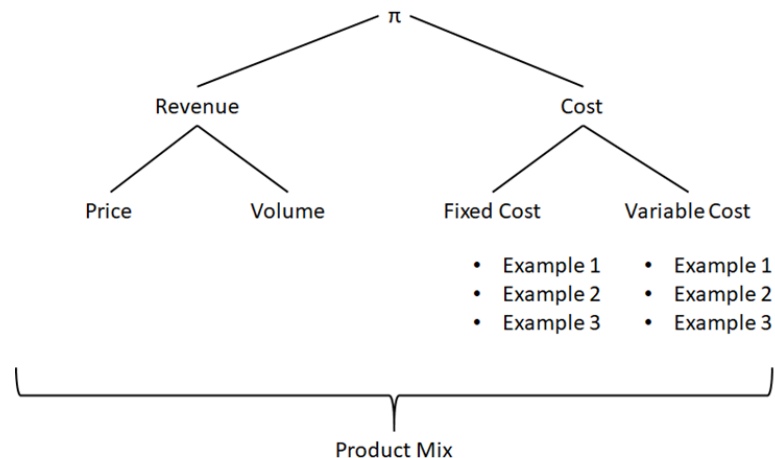 π
Revenue Cost
Price Volume Fixed Cost Variable Cost
• Example 1 • Example 1
• Example 2 • Example 2
• Example 3 • Example 3
Product Mix